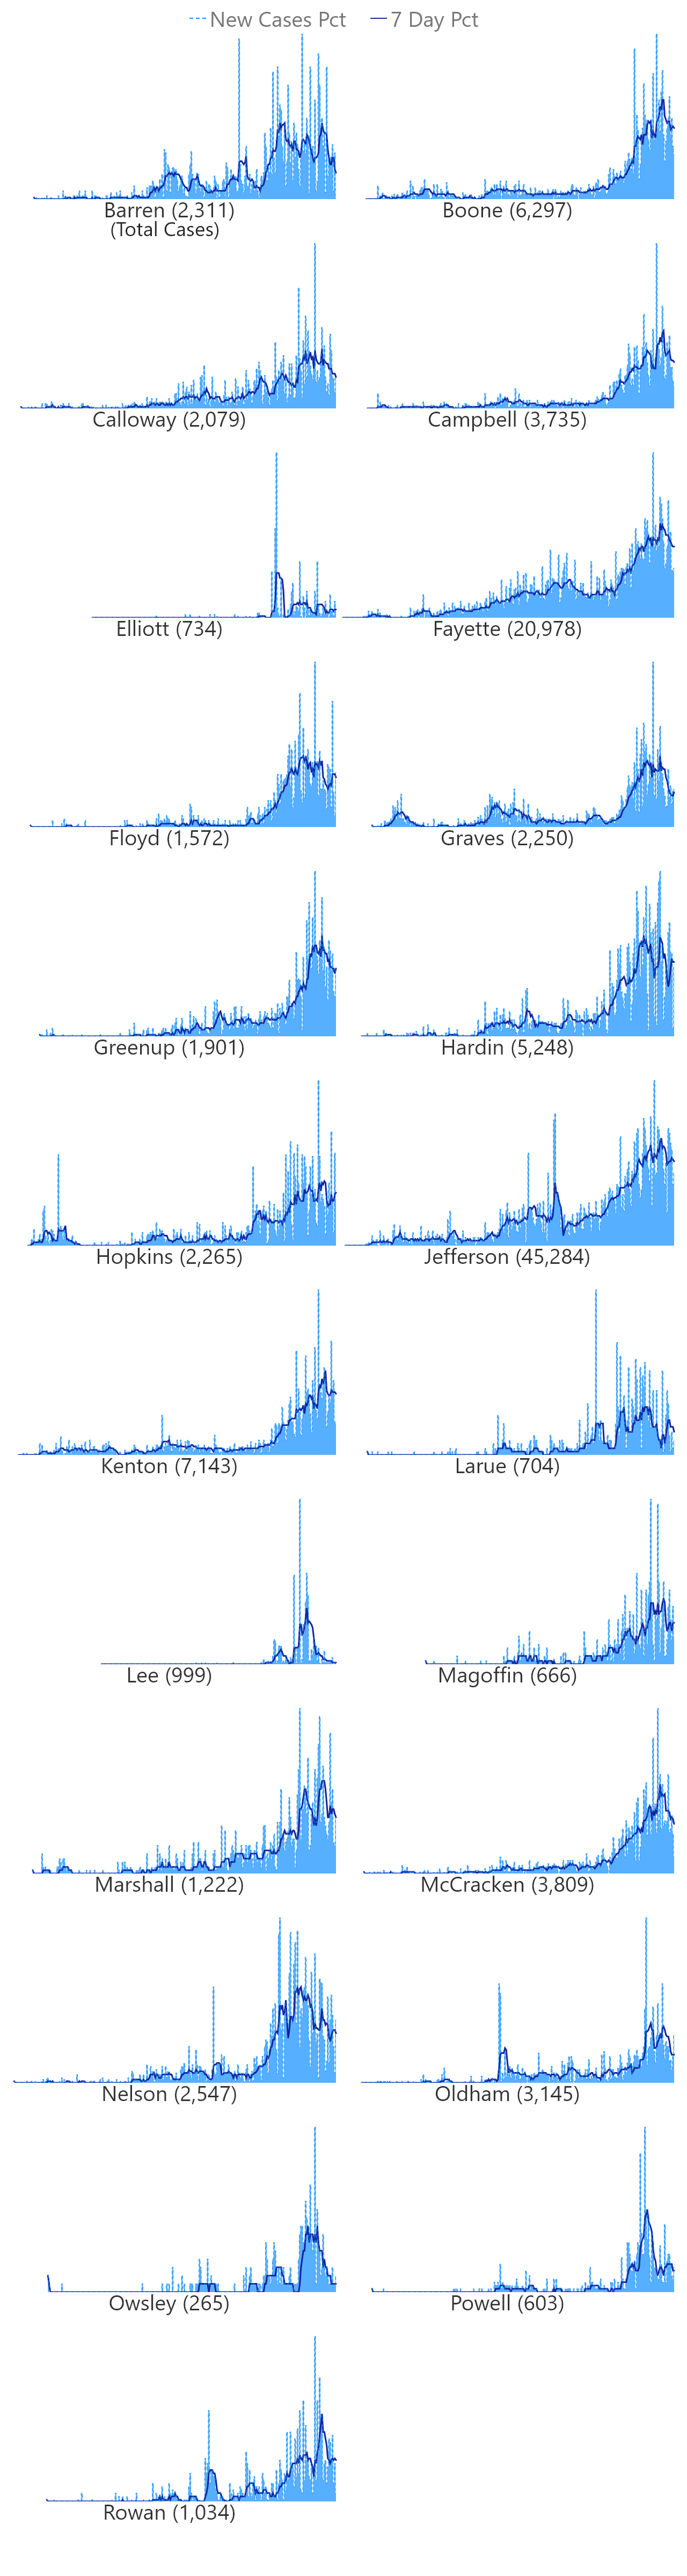 New Cases Pct 7 Day Pct
Barren (2,311) Boone (6,297)
(Total Cases)
Calloway (2,079) Campbell (3,735)
Elliott (734) Fayette (20,978)
Floyd (1,572) Graves (2,250)
Greenup (1,901) Hardin (5,248)
Hopkins (2,265) Jefferson (45,284)
Kenton (7,143) Larue (704)
Lee (999) Magoffin (666)
Marshall (1,222) McCracken (3,809)
Nelson (2,547) Oldham (3,145)
Owsley (265) Powell (603)
Rowan (1,034)